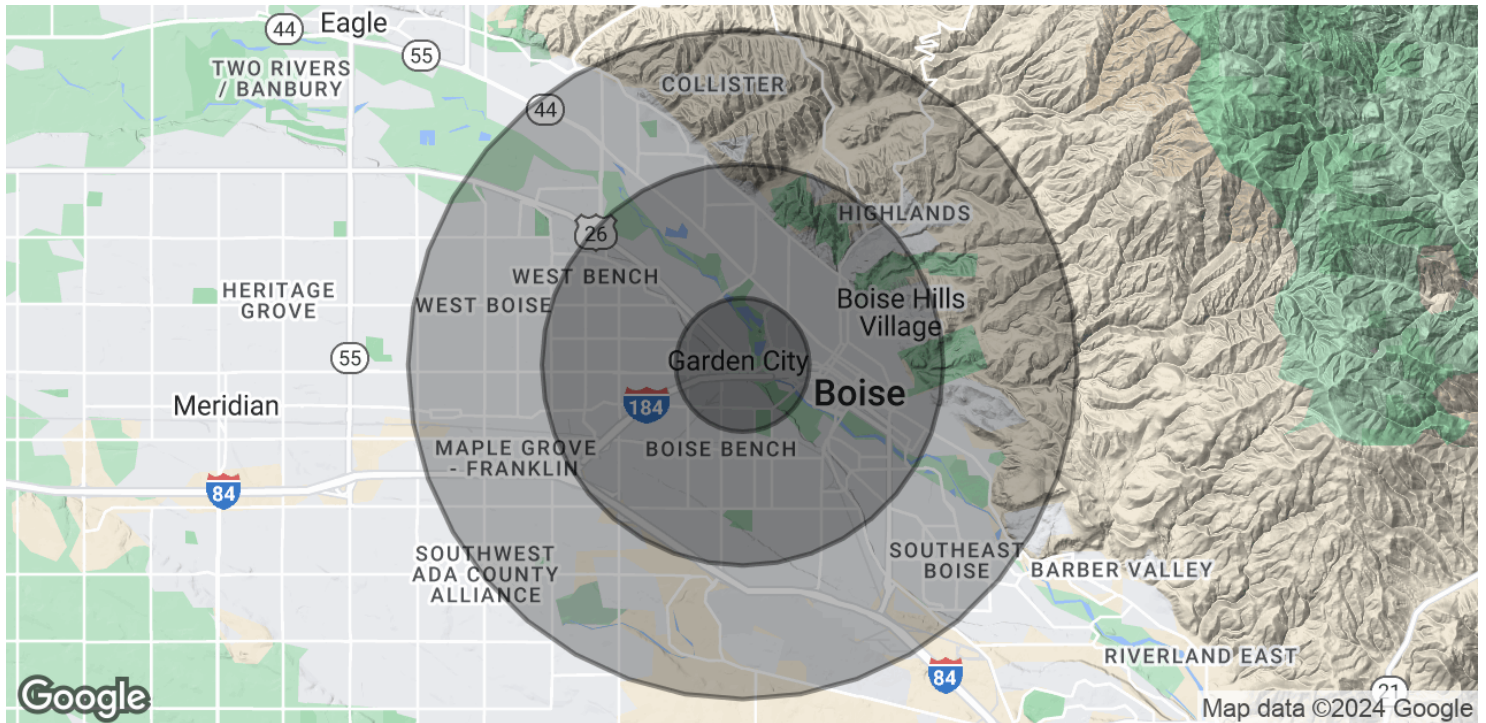 44
Eagle
55
TWO RIVERS
/ BANBURY
COLLISTER
44
HIGHLANDS
26
WEST BENCH
HERITAGE
GROVE
WEST BOISE
Boise Hills
Village
55
Garden City
Meridian
184
Boise
MAPLE GROVE
- FRANKLIN
BOISE BENCH
84
SOUTHWEST
ADA COUNTY
ALLIANCE
SOUTHEAST
BOISE
BARBER VALLEY
RIVERLAND EAST
84
21
Google
Map data ©2024 Google